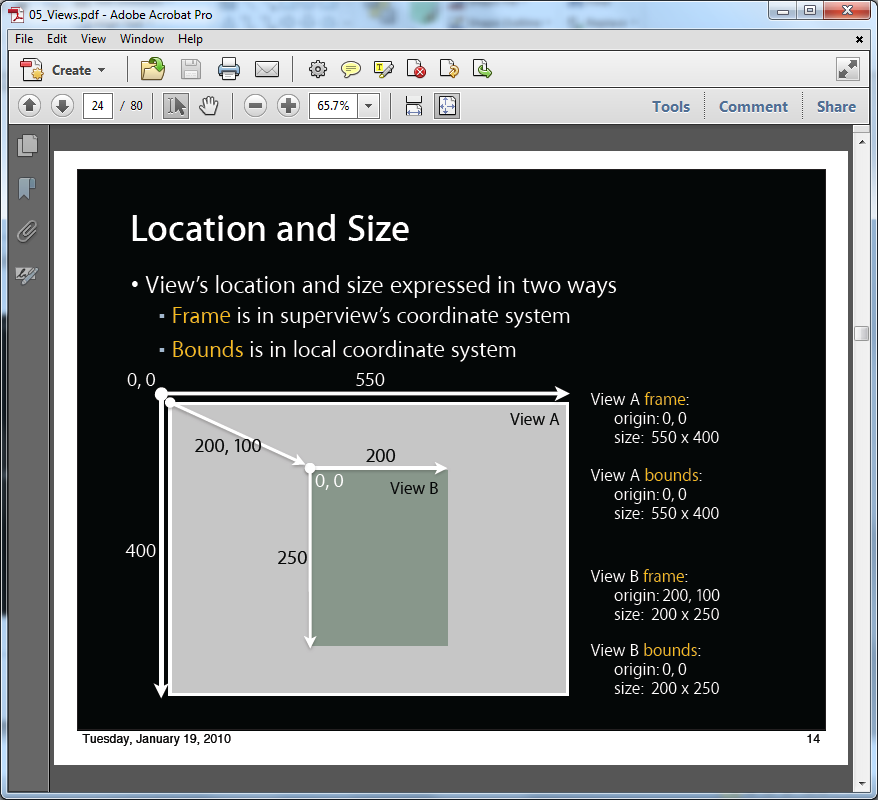 05_Views.pdf - Adobe Acrobat Pro
File Edit View Window Help
Create
24 / 80 65.7% Tools Comment Share
Location and Size
• View's location and size expressed in two ways
▪ Frame is in superview's coordinate system
▪ Bounds is in local coordinate system
0, 0
550
View A
200, 100
200
0, 0
View B
400
250
View A frame:
origin: 0, 0
size: 550 x 400
View A bounds:
origin: 0, 0
size: 550 x 400
View B frame:
origin: 200, 100
size: 200 x 250
View B bounds:
origin: 0, 0
size: 200 x 250
Tuesday, January 19, 2010 14